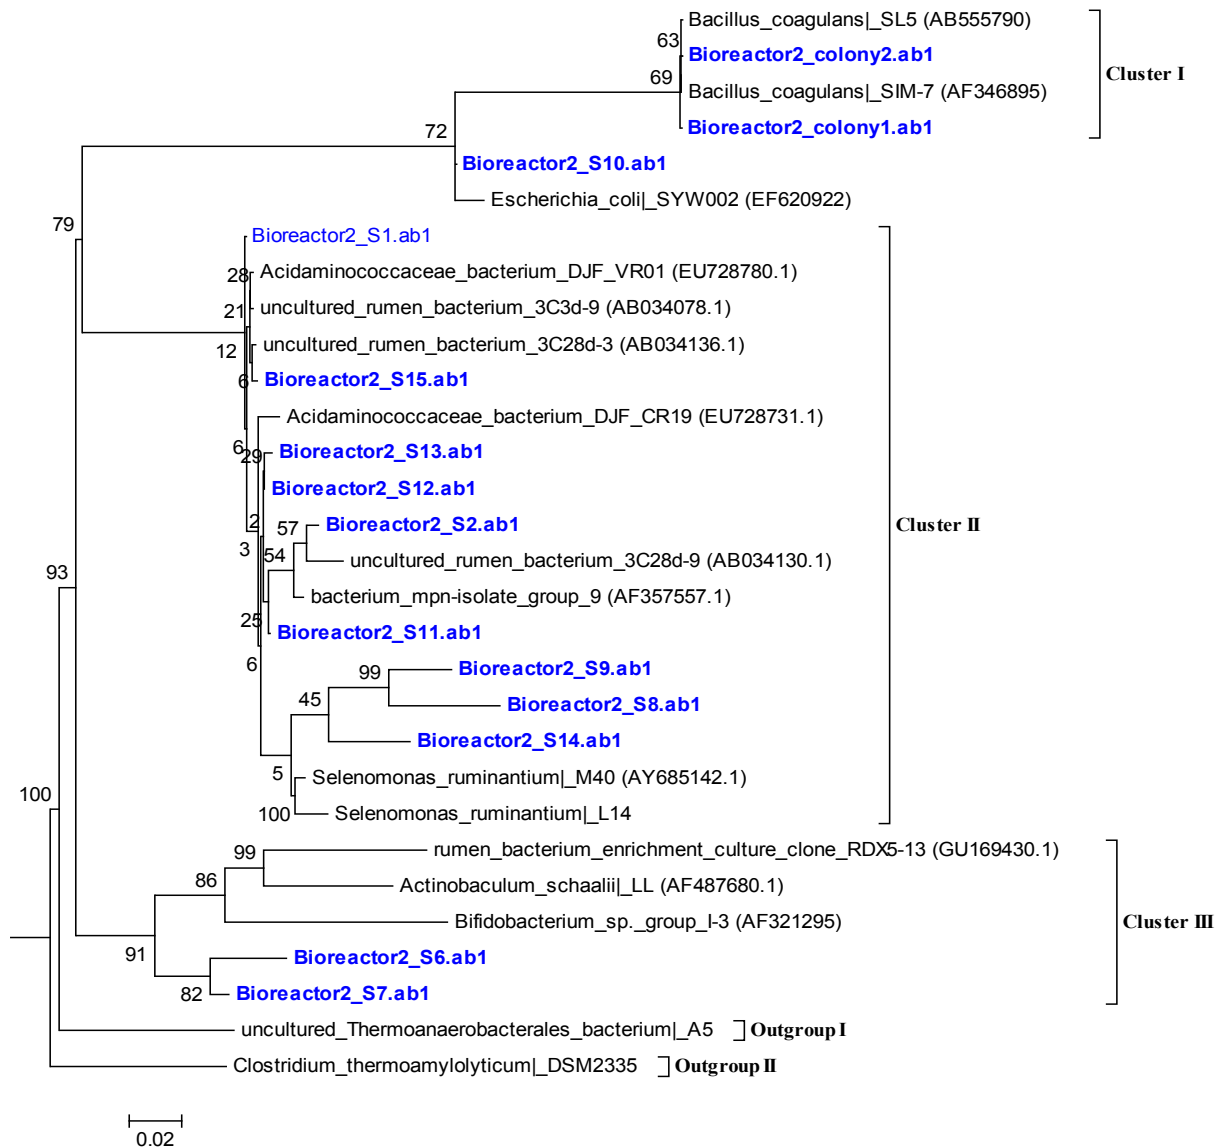 Bacillus_coagulans|_SL5 (AB555790)
63
Bioreactor2_colony2.ab1
Cluster I
69
Bacillus_coagulans|_SIM-7 (AF346895)
Bioreactor2_colony1.ab1
72
Bioreactor2_S10.ab1
Escherichia_coli|_SYW002 (EF620922)
79
Bioreactor2_S1.ab1
28
Acidaminococcaceae_bacterium_DJF_VR01 (EU728780.1)
21
uncultured_rumen_bacterium_3C3d-9 (AB034078.1)
12
uncultured_rumen_bacterium_3C28d-3 (AB034136.1)
6
Bioreactor2_S15.ab1
Acidaminococcaceae_bacterium_DJF_CR19 (EU728731.1)
6
29
Bioreactor2_S13.ab1
Bioreactor2_S12.ab1
2
57
Bioreactor2_S2.ab1
Cluster II
3
54
uncultured_rumen_bacterium_3C28d-9 (AB034130.1)
93
bacterium_mpn-isolate_group_9 (AF357557.1)
25
Bioreactor2_S11.ab1
6
99
Bioreactor2_S9.ab1
45
Bioreactor2_S8.ab1
Bioreactor2_S14.ab1
5
Selenomonas_ruminantium|_M40 (AY685142.1)
100
100
Selenomonas_ruminantium|_L14
99
rumen_bacterium_enrichment_culture_clone_RDX5-13 (GU169430.1)
86
Actinobaculum_schaalii|_LL (AF487680.1)
Bifidobacterium_sp._group_I-3 (AF321295)
Cluster III
91
Bioreactor2_S6.ab1
82
Bioreactor2_S7.ab1
uncultured_Thermoanaerobacterales_bacterium|_A5
Outgroup I
Clostridium_thermoamylolyticum|_DSM2335
Outgroup II
0.02